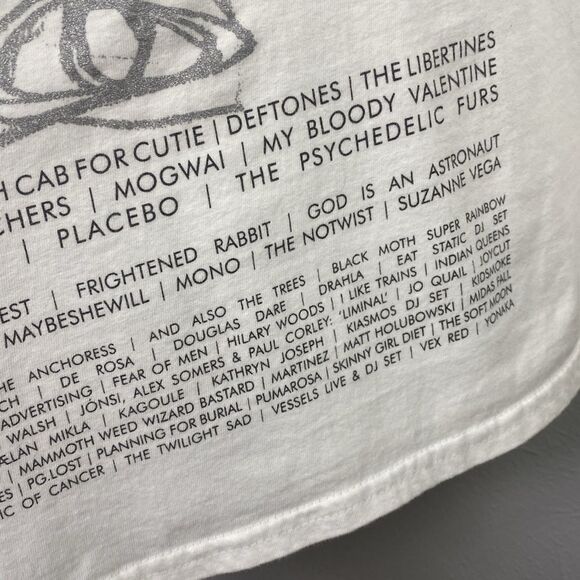 CAB FOR CUTIE | DEFTONES | THE LIBERTINES
| MOGWAI | MY BLOODY VALENTINE
| PLACEBO | THE PSYCHEDELIC FURS
| FRIGHTENED RABBIT | GOD IS AN ASTRONAUT
MAYBESHEWILL | MONO | THE NOTWIST | SUZANNE VEGA
THE ANCHORESS | AND ALSO THE TREES | BLACK MOTH SUPER RAINBOW
| DE ROSA | DOUGLAS DARE | DRAHLA | EAT STATIC DJ SET
ADVERTISING | FEAR OF MEN | HILARY WOODS | I LIKE TRAINS | INDIAN QUEENS
WALSH | JÓNSI, ALEX SOMERS & PAUL CORLEY: 'LIMINAL' | JO QUAIL | JOYCUT
MIKLA | KAGOULE | KATHRYN JOSEPH | KIASMOS DJ SET | KIDSMOKE
| MAMMOTH WEED WIZARD BASTARD | MARTINEZ | MATT HOLUBOWSKI | MIDAS FALL
| PG.LOST | PLANNING FOR BURIAL | PUMAROSA | SKINNY GIRL DIET | THE SOFT MOON
OF CANCER | THE TWILIGHT SAD | VESSELS LIVE & DJ SET | VEX RED | YONAKA